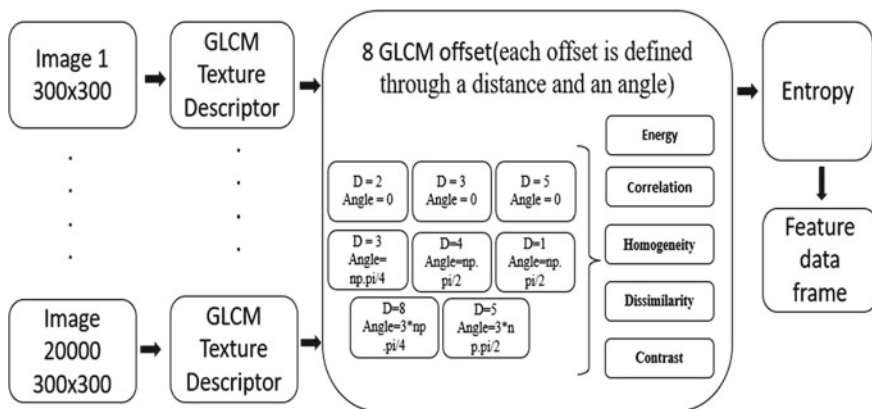 Image 1
300x300
GLCM
Texture
Descriptor
8 GLCM offset(each offset is defined
through a distance and an angle)
Entropy
Energy
Correlation
Homogeneity
Dissimilarity
Contrast
D = 2
Angle = 0
D = 3
Angle = 0
D = 5
Angle = 0
D = 3
Angle=
np.pi/4
D=4
Angle=np.
pi/2
D=1
Angle=np.
pi/2
D=8
Angle=3*np
.pi/4
D=5
Angle=3*n
p.pi/2
Feature
data
frame
Image
20000
300x300
GLCM
Texture
Descriptor